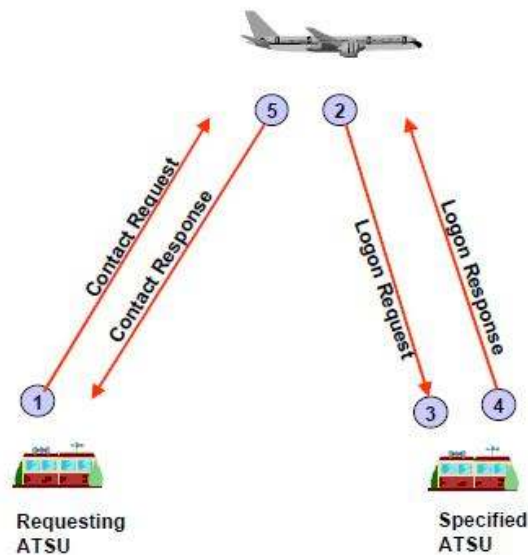 5
2
Contact Request
Contact Response
Logon Request
Logon Response
1
3
4
Requesting
ATSU
Specified
ATSU